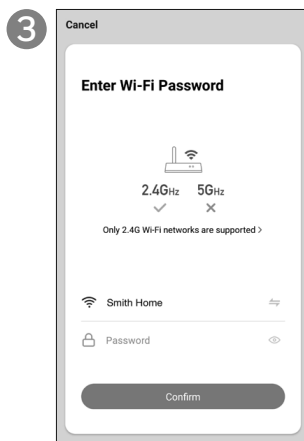 3
Cancel
Enter Wi-Fi Password
2.4GHz 5GHz
Only 2.4G Wi-Fi networks are supported >
Smith Home
Password
Confirm